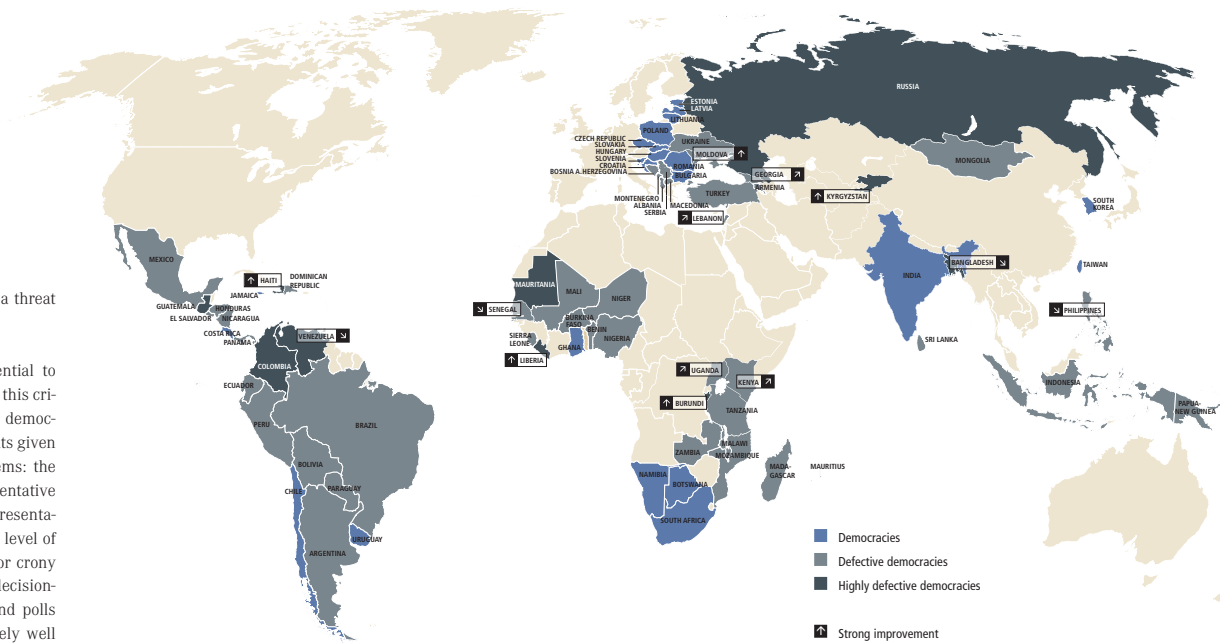 a threat
ential to
this cri-
democ-
ts given
ems: the
entative
resenta-
level of
or crony
decision-
nd polls
ely well
RUSSIA
ESTONIA
LATVIA
LITHUANIA
POLAND
CZECH REPUBLIC
SLOVAKIA
HUNGARY
SLOVENIA
CROATIA
BOSNIA A.HERZEGOVINA
UKRAINE
MOLDOVA
ROMANIA
BULGARIA
GEORGIA
ARMENIA
TURKEY
MONTENEGRO
ALBANIA
SERBIA
MACEDONIA
LEBANON
KYRGYZSTAN
MONGOLIA
SOUTH
KOREA
TAIWAN
BANGLADESH
INDIA
SRI LANKA
PHILIPPINES
INDONESIA
PAPUA-
NEW GUINEA
MEXICO
HAITI
DOMINICAN
REPUBLIC
JAMAICA
GUATEMALA
HONDURAS
EL SALVADOR
NICARAGUA
COSTA RICA
PANAMA
VENEZUELA
COLOMBIA
ECUADOR
PERU
BRAZIL
BOLIVIA
CHILE
PARAGUAY
URUGUAY
ARGENTINA
MAURITANIA
MALI
NIGER
SENEGAL
BURKINA
FASO
BENIN
NIGERIA
SIERRA
LEONE
GHANA
LIBERIA
UGANDA
KENYA
BURUNDI
TANZANIA
MALAWI
ZAMBIA
MOZAMBIQUE
MADA-
GASCAR
MAURITIUS
NAMIBIA
BOTSWANA
SOUTH AFRICA
Democracies
Defective democracies
Highly defective democracies
Strong improvement